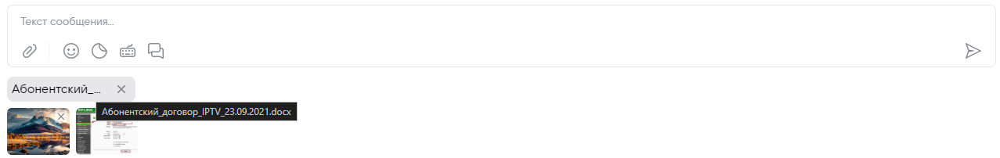 Текст сообщения...
Абонентский_...
Абонентский_договор_IPTV_23.09.2021.docx